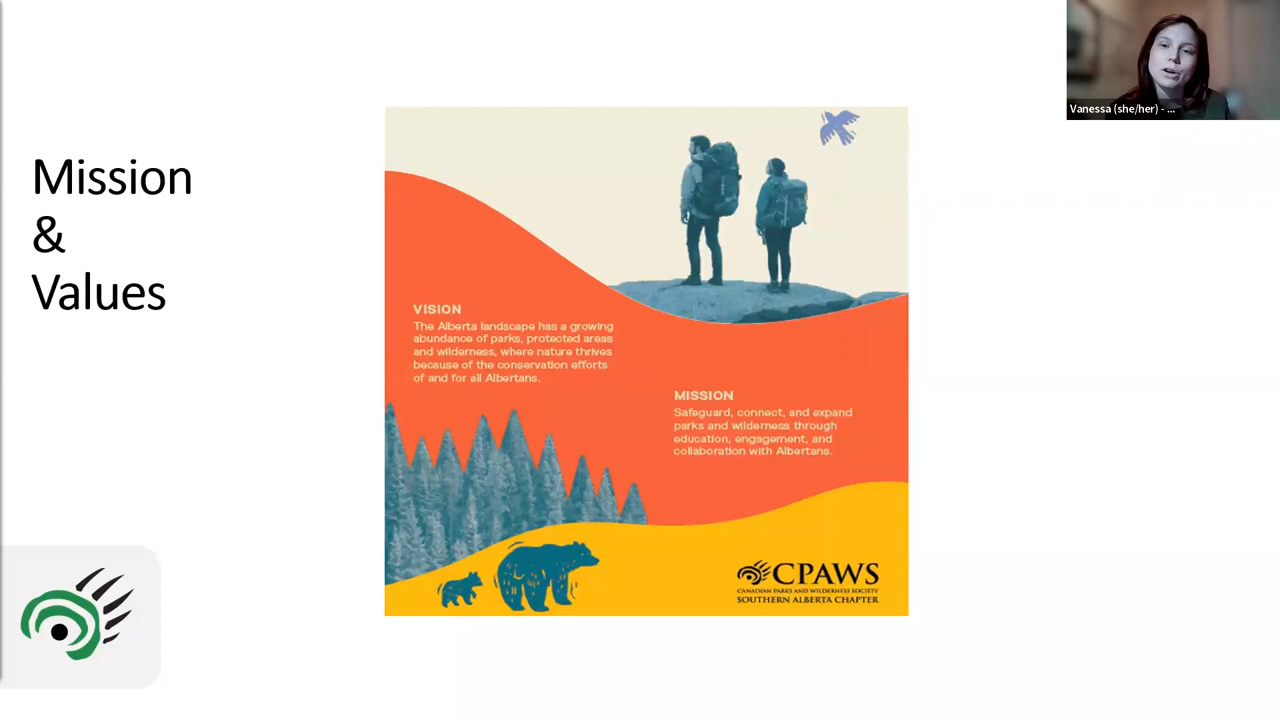 Mission
&
Values
Vanessa (she/her) - ...
VISION
The Alberta landscape has a growing
abundance of parks, protected areas
and wilderness, where nature thrives
because of the conservation efforts
of and for all Albertans.
MISSION
Safeguard, connect, and expand
parks and wilderness through
education, engagement, and
collaboration with Albertans.
CPAWS
CANADIAN PARKS AND WILDERNESS SOCIETY
SOUTHERN ALBERTA CHAPTER